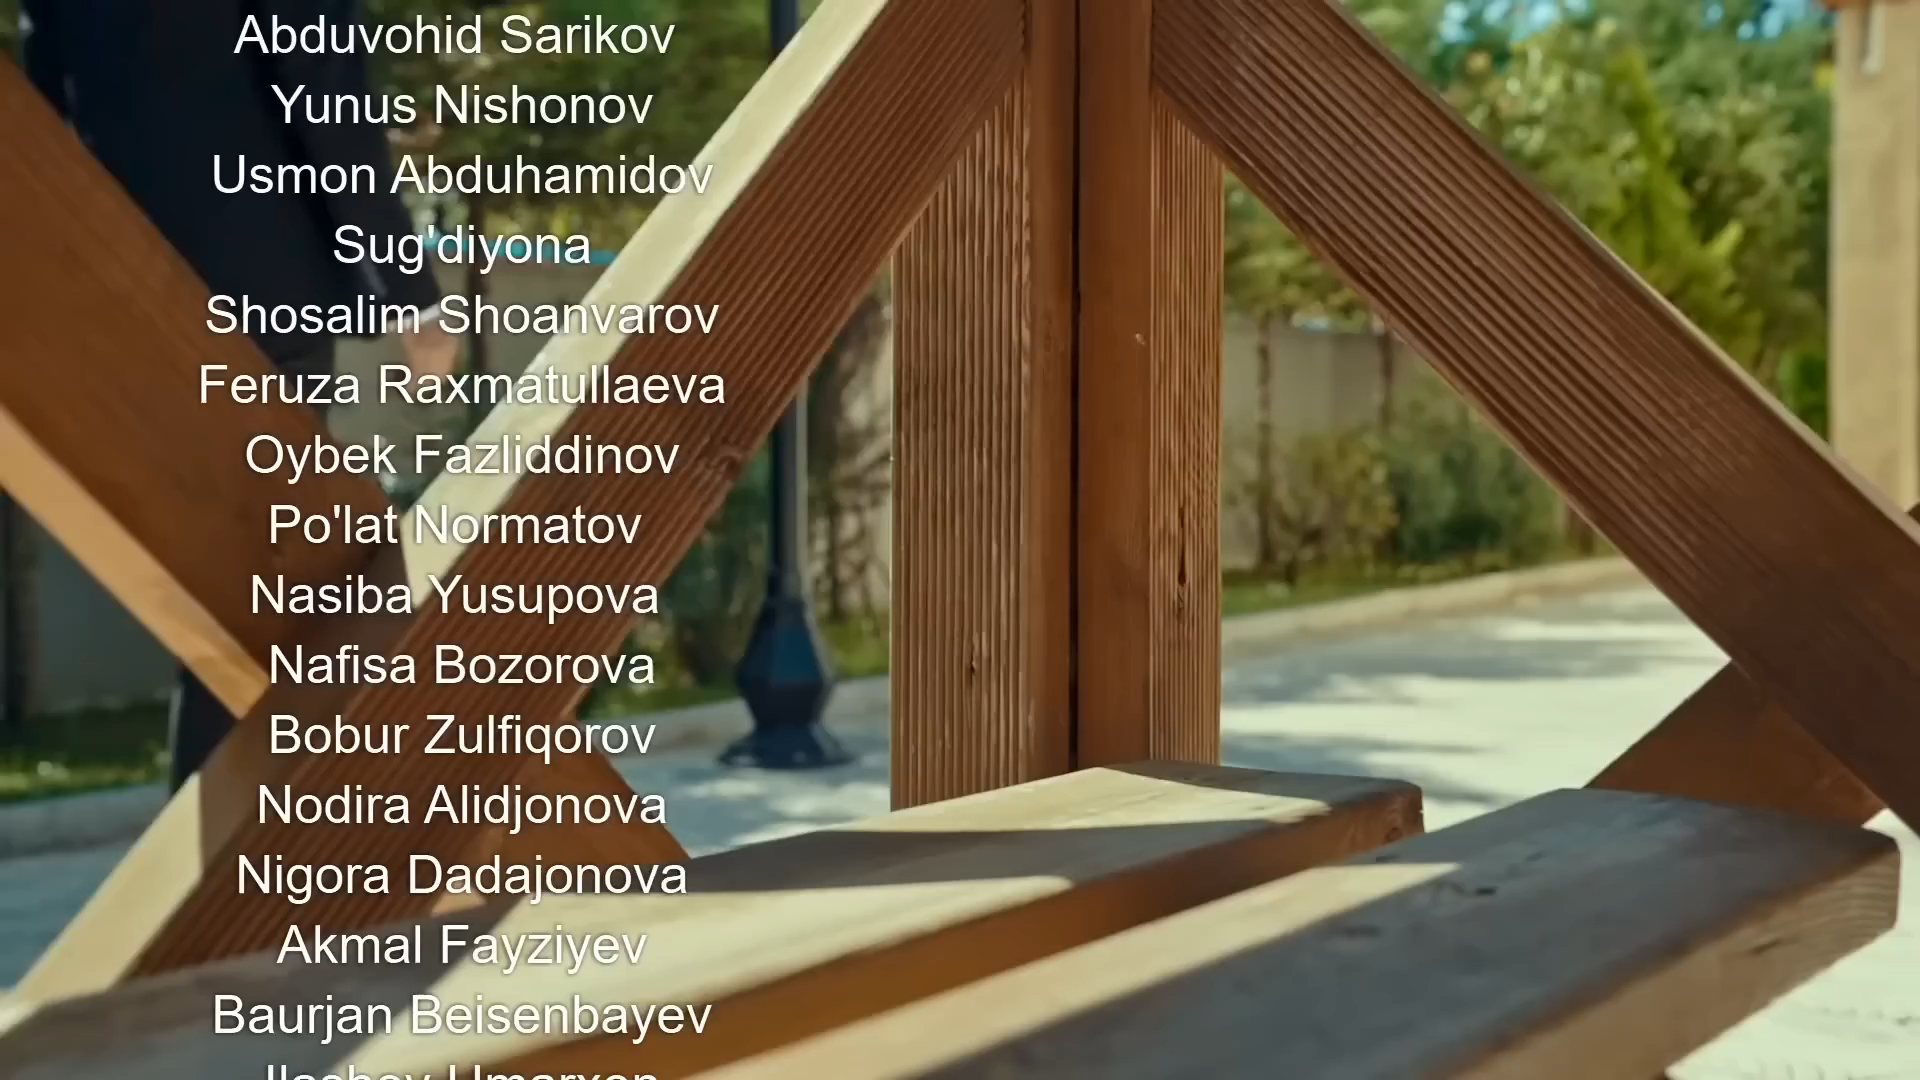 Abduvohid Sarikov
Yunus Nishonov
Usmon Abduhamidov
Sug'diyona
Shosalim Shoanvarov
Feruza Raxmatullaeva
Oybek Fazliddinov
Po'lat Normatov
Nasiba Yusupova
Nafisa Bozorova
Bobur Zulfiqorov
Nodira Alidjonova
Nigora Dadajonova
Akmal Fayziyev
Baurjan Beisenbayev